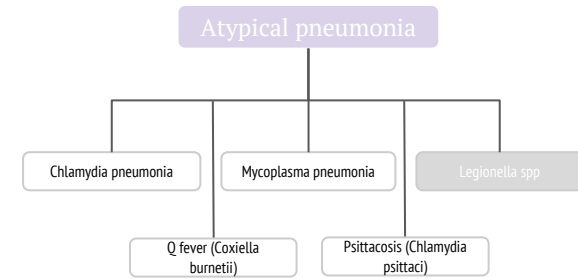 Atypical pneumonia
Chlamydia pneumonia
Mycoplasma pneumonia
Legionella spp
Q fever (Coxiella
burnetii)
Psittacosis (Chlamydia
psittaci)